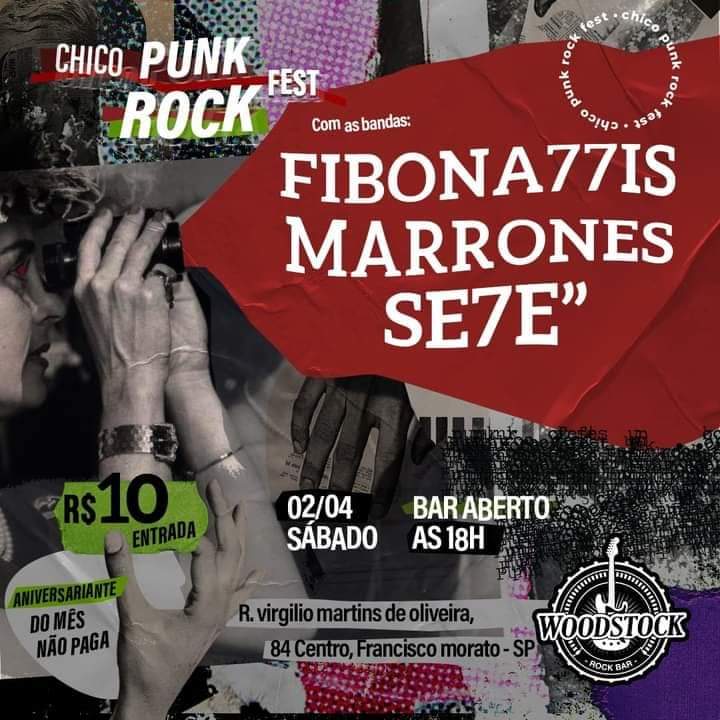 CHICO PUNK
ROCK FEST
fest • chico punk rock fest • chico punk rock
Com as bandas:
FIBONA77IS
MARRONES
SE7E”
R$10
ENTRADA
02/04
SÁBADO
BAR ABERTO
AS 18H
ANIVERSARIANTE
DO MÊS
NÃO PAGA
R. virgilio martins de oliveira,
84 Centro, Francisco morato - SP
WOODSTOCK
- ROCK BAR -